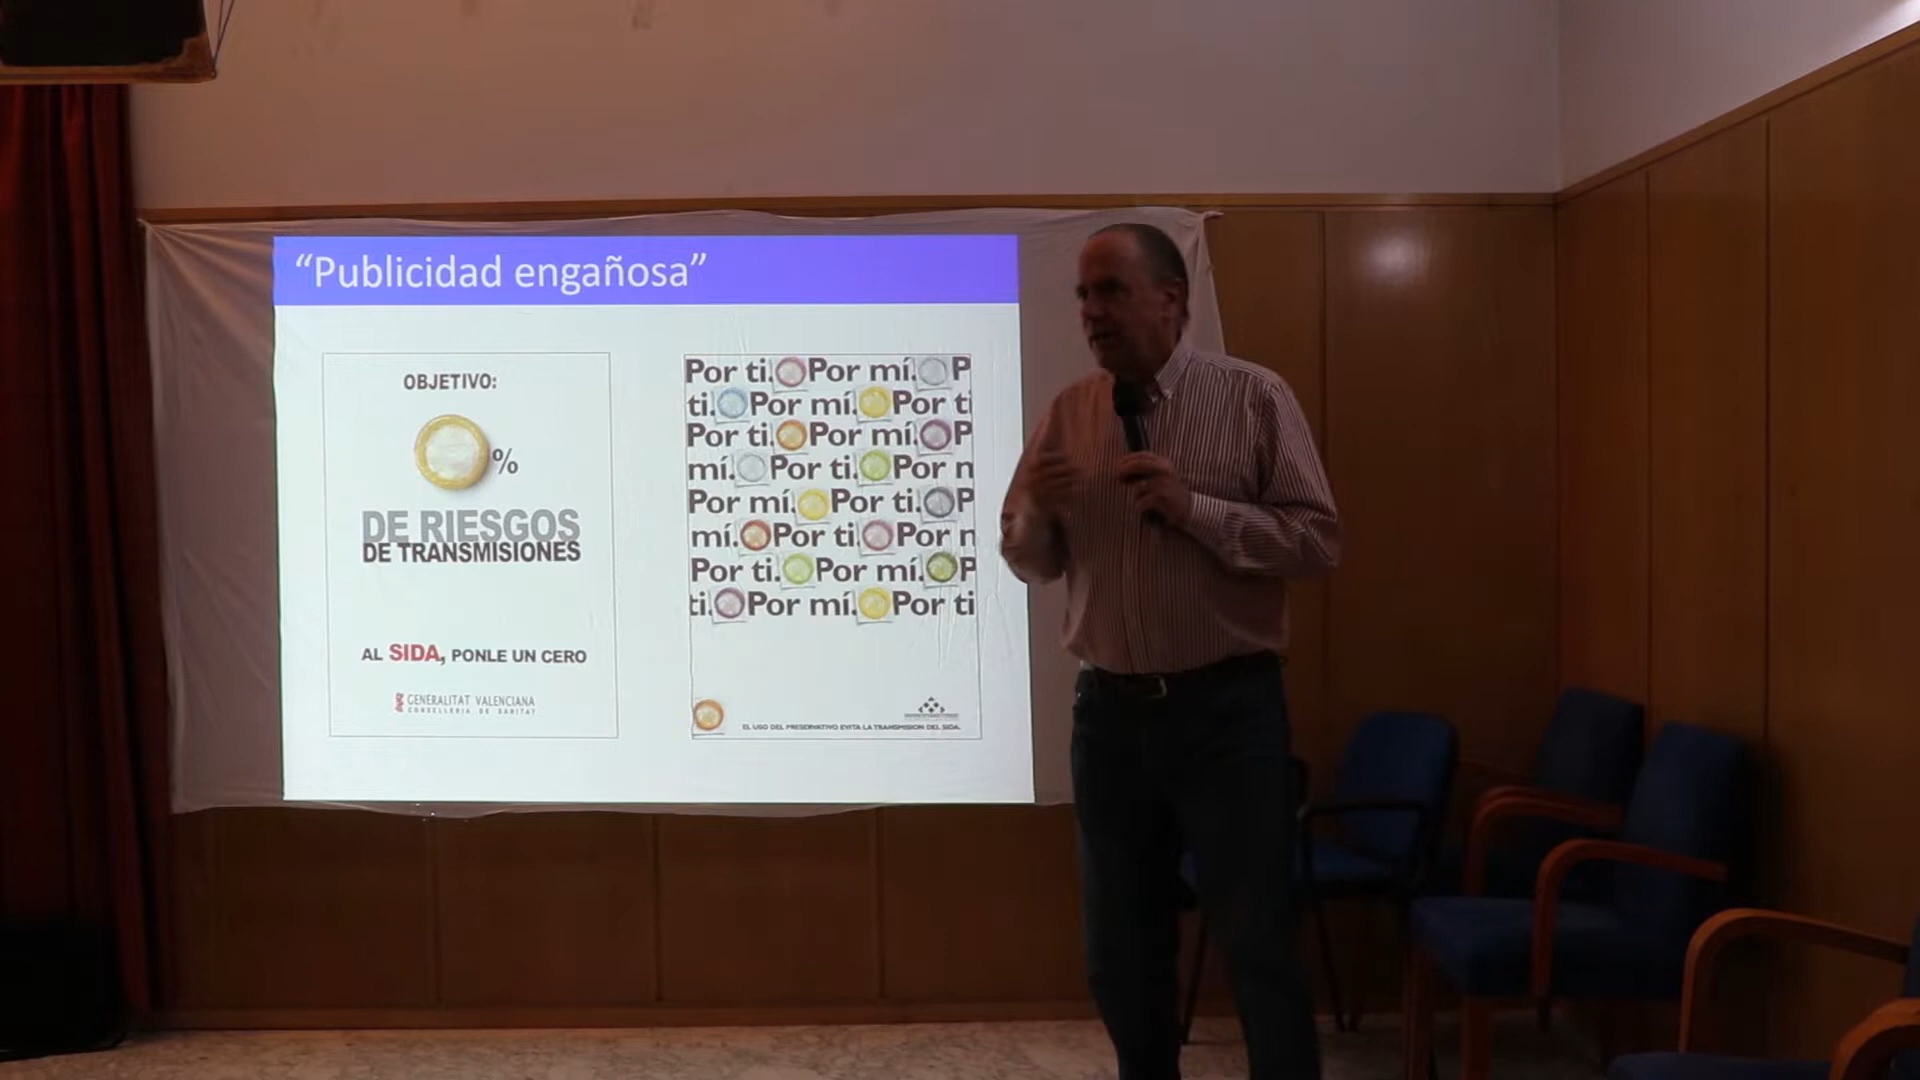 “Publicidad engañosa”
OBJETIVO:
%
DE RIESGOS
DE TRANSMISIONES
AL SIDA, PONLE UN CERO
GENERALITAT VALENCIANA
CONSELLERIA DE SANITAT
Por ti. Por mí. P
ti. Por mí. Por ti
Por ti. Por mí. P
mí. Por ti. Por n
Por mí. Por ti. P
mí. Por ti. Por n
Por ti. Por mí. P
ti. Por mí. Por ti
EL USO DEL PRESERVATIVO EVITA LA TRANSMISION DEL SIDA.